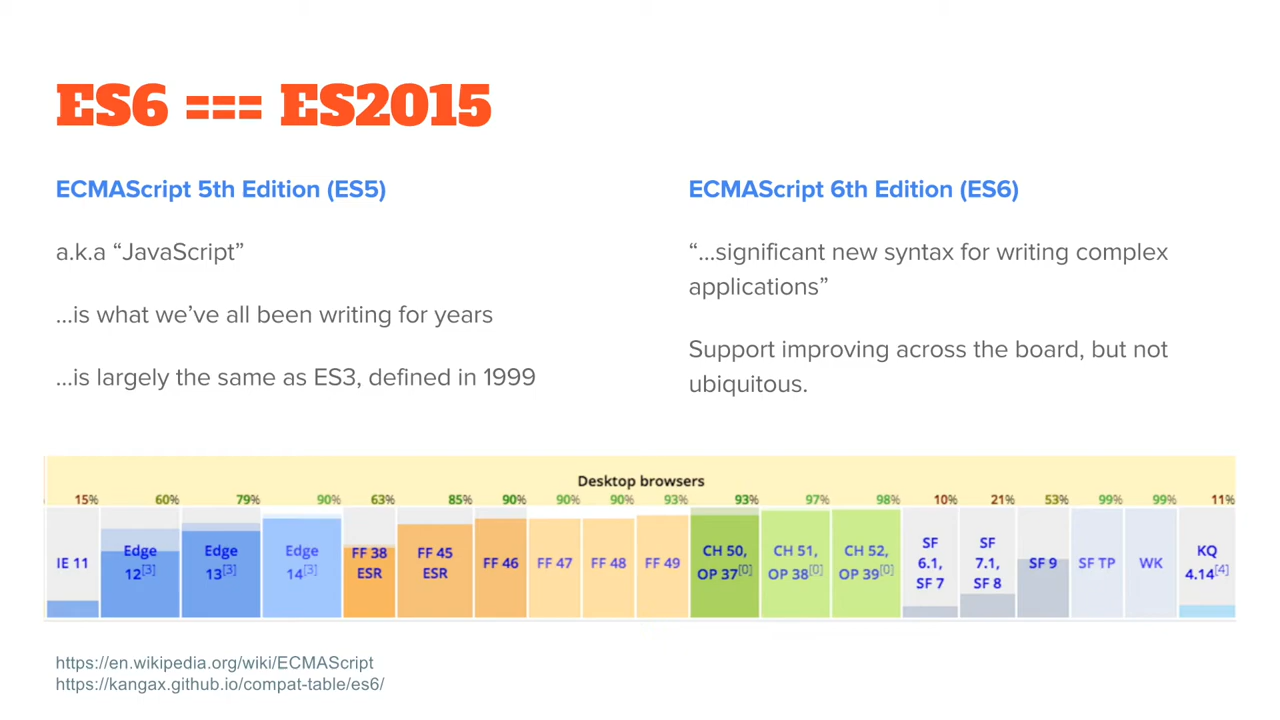 ES6 === ES2015
ECMAScript 5th Edition (ES5)
a.k.a “JavaScript”
...is what we’ve all been writing for years
...is largely the same as ES3, defined in 1999
ECMAScript 6th Edition (ES6)
“...significant new syntax for writing complex
applications”
Support improving across the board, but not
ubiquitous.
Desktop browsers
15% 60% 79% 90% 63% 85% 90% 90% 90% 93% 93% 97% 98% 10% 21% 53% 99% 99% 11%
IE 11
Edge
12[3]
Edge
13[3]
Edge
14[3]
FF 38
ESR
FF 45
ESR
FF 46
FF 47
FF 48
FF 49
CH 50,
OP 37[0]
CH 51,
OP 38[0]
CH 52,
OP 39[0]
SF
6.1,
SF 7
SF
7.1,
SF 8
SF 9
SF TP
WK
KQ
4.14[4]
https://en.wikipedia.org/wiki/ECMAScript
https://kangax.github.io/compat-table/es6/